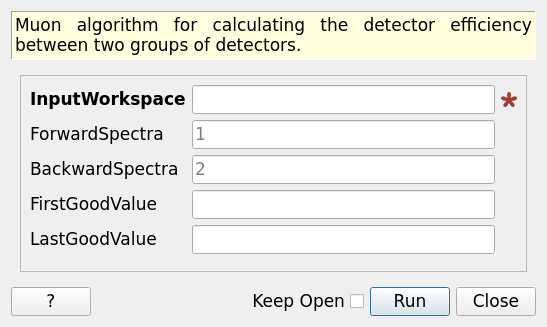 Muon algorithm for calculating the detector efficiency
between two groups of detectors.
InputWorkspace *
ForwardSpectra 1
BackwardSpectra 2
FirstGoodValue
LastGoodValue
? Keep Open Run Close